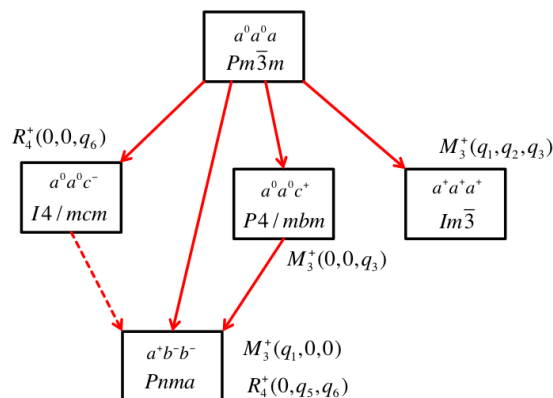 a⁰a⁰a
Pm3̅m
R₄⁺(0,0,q₆)
M₃⁺(q₁,q₂,q₃)
a⁰a⁰c⁻
I4/mcm
a⁰a⁰c⁺
P4/mbm
a⁺a⁺a⁺
Im3̅
M₃⁺(0,0,q₃)
a⁺b⁻b⁻
Pnma
M₃⁺(q₁,0,0)
R₄⁺(0,q₅,q₆)